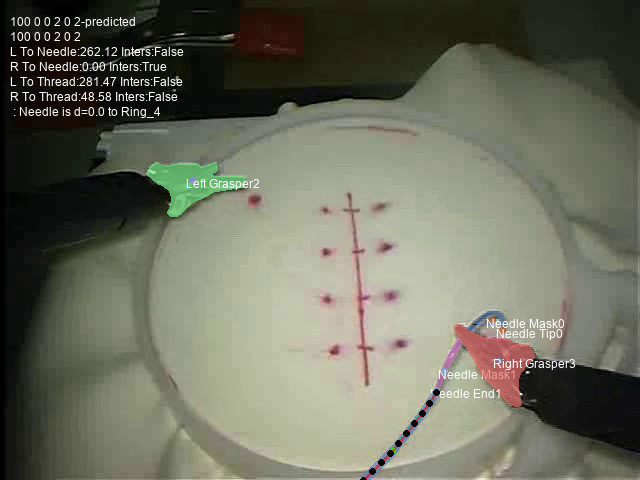 100 0 0 2 0 2-predicted
100 0 0 2 0 2
L To Needle:262.12 Inters:False
R To Needle:0.00 Inters:True
L To Thread:281.47 Inters:False
R To Thread:48.58 Inters:False
: Needle is d=0.0 to Ring_4
Left Grasper2
Needle Mask0
Needle Tip0
Right Grasper3
Needle Mask1
Needle End1